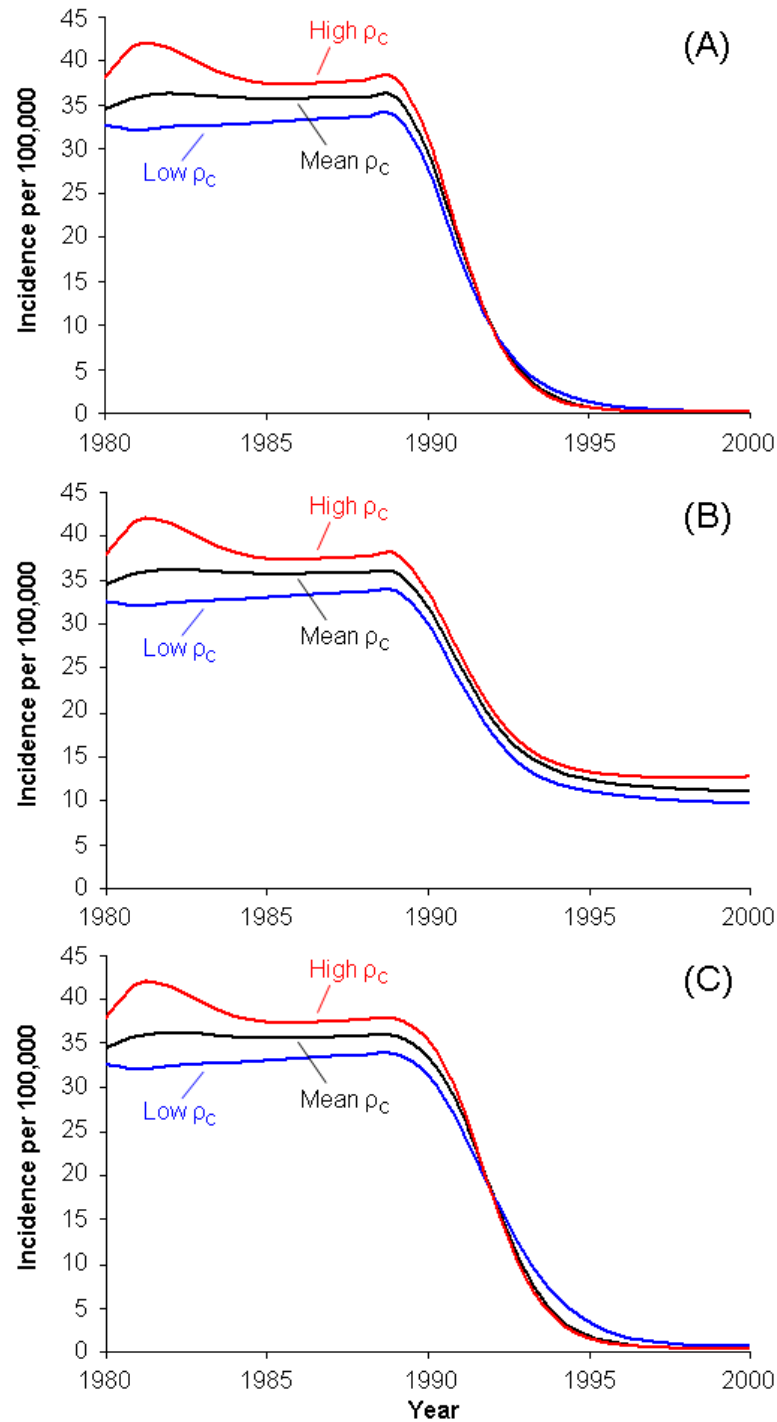 (A)
Incidence per 100,000
45
40
35
30
25
20
15
10
5
0
High ρc
Mean ρc
Low ρc
1980 1985 1990 1995 2000
(B)
Incidence per 100,000
45
40
35
30
25
20
15
10
5
0
High ρc
Mean ρc
Low ρc
1980 1985 1990 1995 2000
(C)
Incidence per 100,000
45
40
35
30
25
20
15
10
5
0
High ρc
Mean ρc
Low ρc
1980 1985 1990 1995 2000
Year